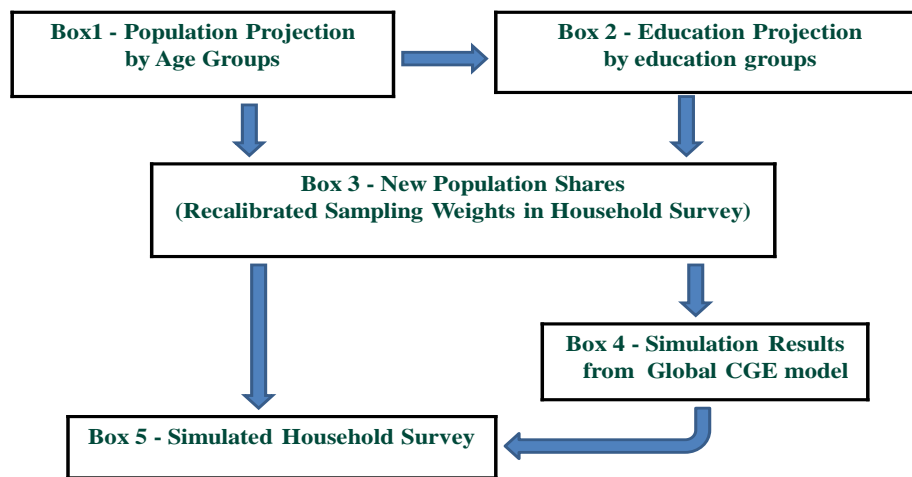 Box1 - Population Projection
by Age Groups
Box 2 - Education Projection
by education groups
Box 3 - New Population Shares
(Recalibrated Sampling Weights in Household Survey)
Box 4 - Simulation Results
from Global CGE model
Box 5 - Simulated Household Survey